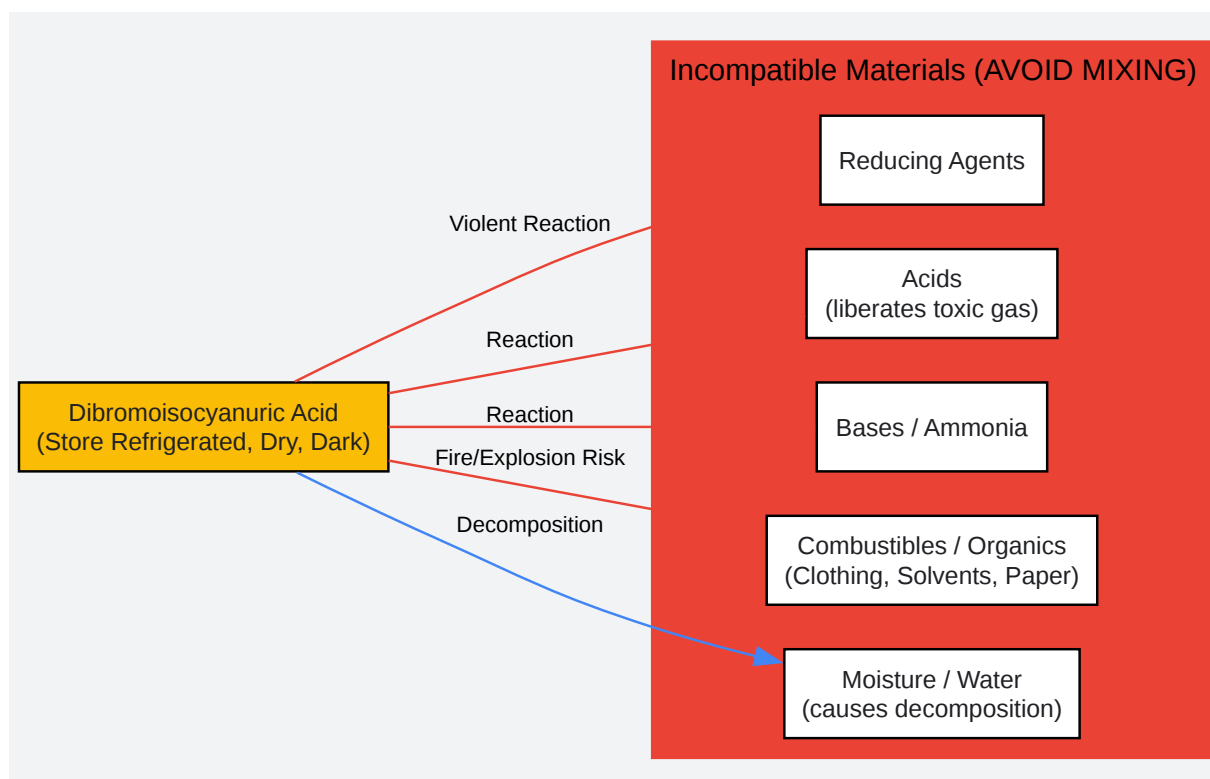 Incompatible Materials (AVOID MIXING)
Reducing Agents
Violent Reaction
Acids
(liberates toxic gas)
Reaction
Dibromoisocyanuric Acid
(Store Refrigerated, Dry, Dark)
Reaction
Bases / Ammonia
Fire/Explosion Risk
Decomposition
Combustibles / Organics
(Clothing, Solvents, Paper)
Moisture / Water
(causes decomposition)